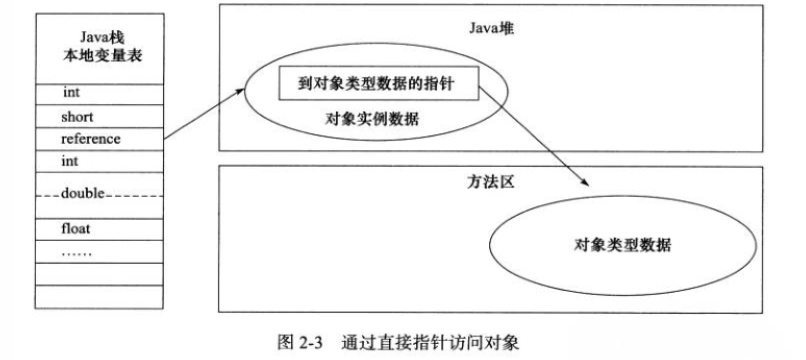 Java栈
本地变量表
int
short
reference
int
double
float
……
Java堆
到对象类型数据的指针
对象实例数据
方法区
对象类型数据
图 2-3 通过直接指针访问对象